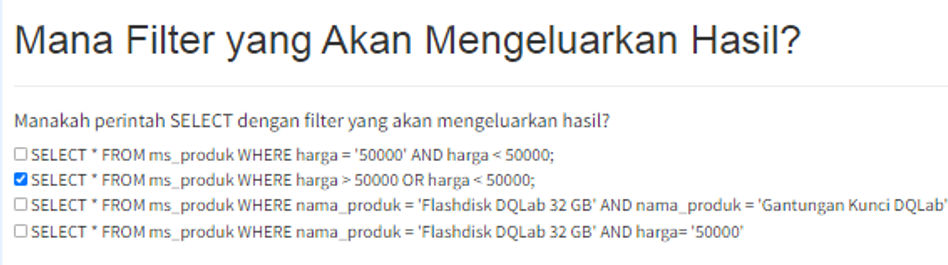 Mana Filter yang Akan Mengeluarkan Hasil?
Manakah perintah SELECT dengan filter yang akan mengeluarkan hasil?
SELECT * FROM ms_produk WHERE harga = '50000' AND harga < 50000;
SELECT * FROM ms_produk WHERE harga > 50000 OR harga < 50000;
SELECT * FROM ms_produk WHERE nama_produk = 'Flashdisk DQLab 32 GB' AND nama_produk = 'Gantungan Kunci DQLab'
SELECT * FROM ms_produk WHERE nama_produk = 'Flashdisk DQLab 32 GB' AND harga= '50000'